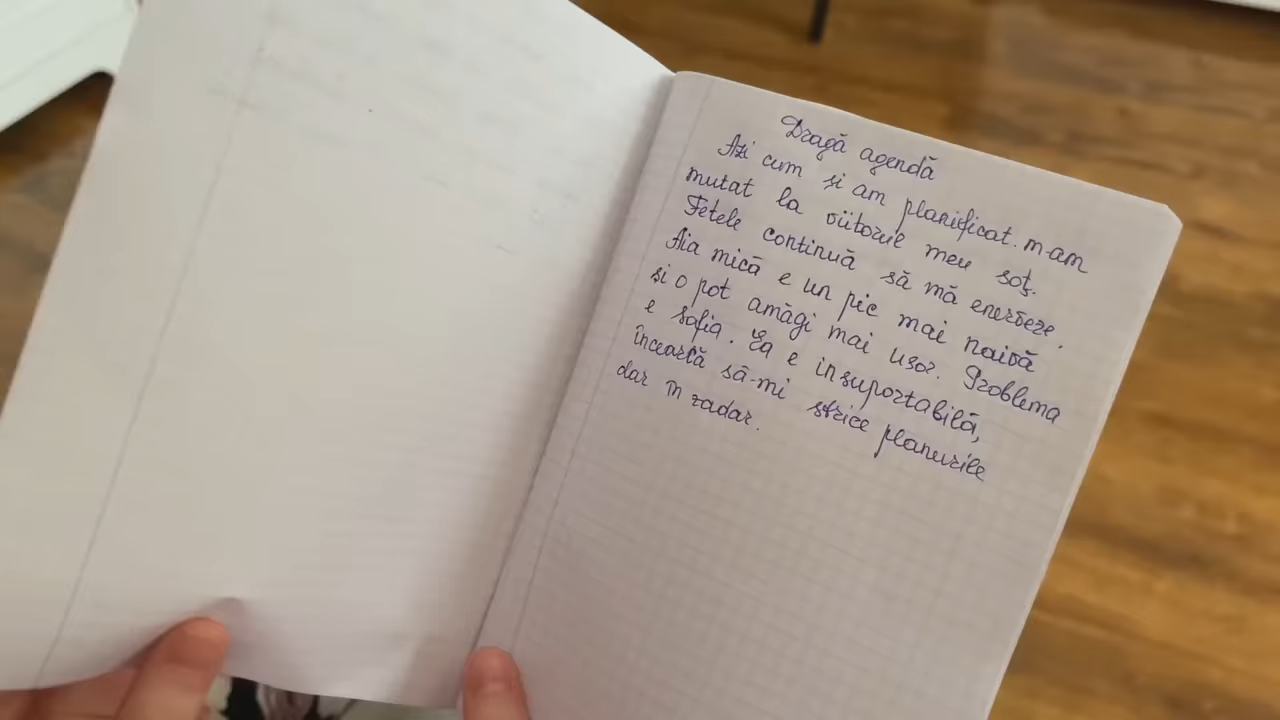 Dragă agendă
Azi cum și am planificat. m-am
mutat la viitorul meu soț.
Fetele continuă să mă enerveze.
Aia mică e un pic mai naivă
și o pot amăgi mai ușor. Problema
e Sofia. Ea e insuportabilă,
încearcă să-mi strice planurile
dar în zadar.